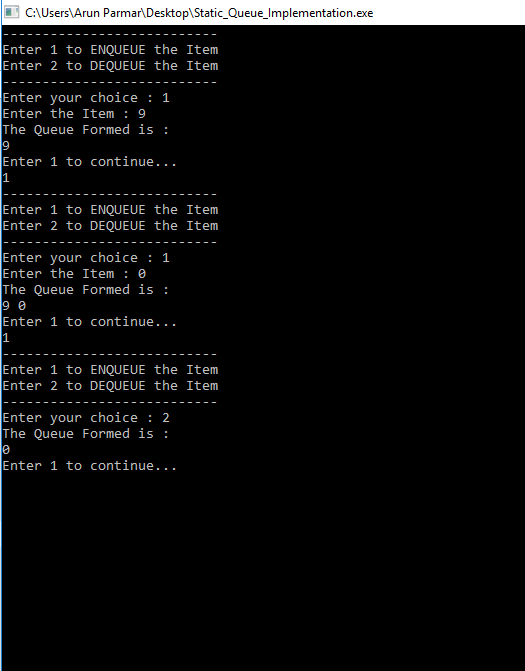 C:\Users\Arun Parmar\Desktop\Static_Queue_Implementation.exe
---------------------------
Enter 1 to ENQUEUE the Item
Enter 2 to DEQUEUE the Item
---------------------------
Enter your choice : 1
Enter the Item : 9
The Queue Formed is :
9
Enter 1 to continue...
1
---------------------------
Enter 1 to ENQUEUE the Item
Enter 2 to DEQUEUE the Item
---------------------------
Enter your choice : 1
Enter the Item : 0
The Queue Formed is :
9 0
Enter 1 to continue...
1
---------------------------
Enter 1 to ENQUEUE the Item
Enter 2 to DEQUEUE the Item
---------------------------
Enter your choice : 2
The Queue Formed is :
0
Enter 1 to continue...